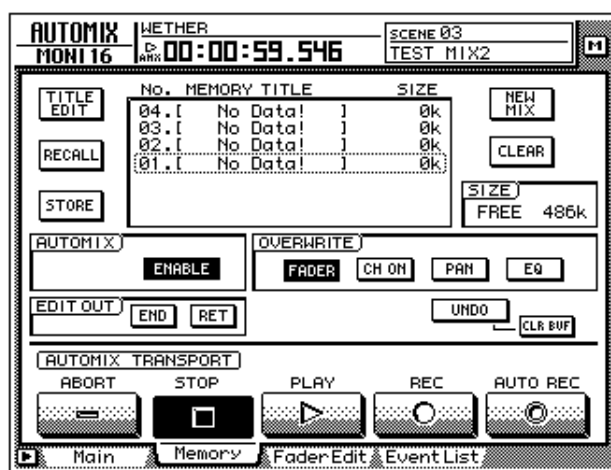 AUTOMIX
MONI 16
WETHER
AMX 00:00:59.546
SCENE 03
TEST MIX2
M
TITLE EDIT
RECALL
STORE
No. MEMORY TITLE SIZE
04.[ No Data! ] 0k
03.[ No Data! ] 0k
02.[ No Data! ] 0k
01.[ No Data! ] 0k
NEW MIX
CLEAR
SIZE
FREE 486k
AUTOMIX
ENABLE
OVERWRITE
FADER CH ON PAN EQ
EDIT OUT
END RET
UNDO
CLR BUF
AUTOMIX TRANSPORT
ABORT STOP PLAY REC AUTO REC
Main Memory Fader Edit Event List